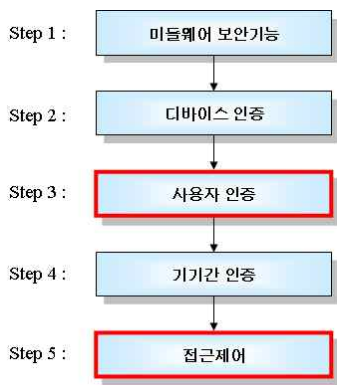 Step 1 : 미들웨어 보안기능
Step 2 : 디바이스 인증
Step 3 : 사용자 인증
Step 4 : 기기간 인증
Step 5 : 접근제어